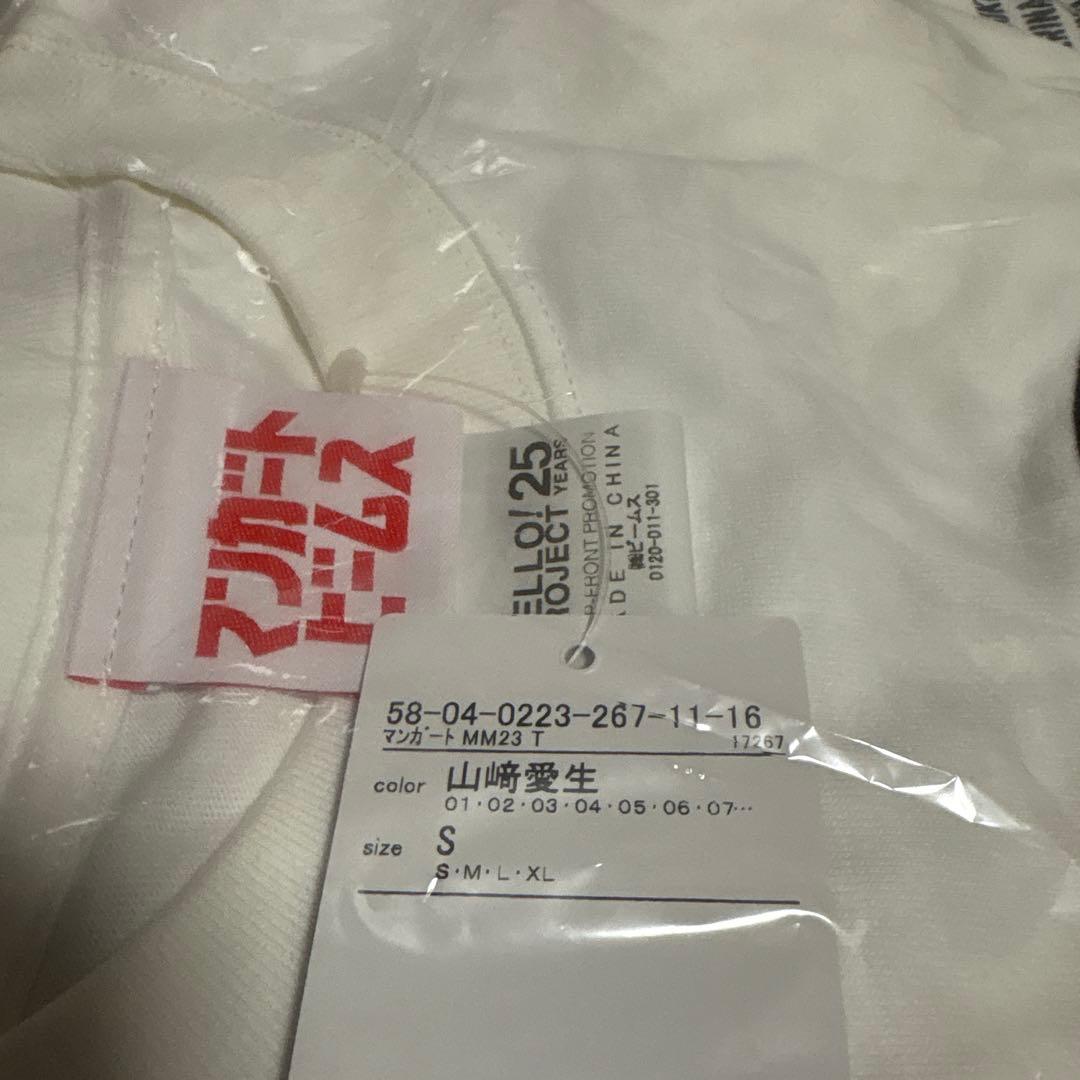 マンガート
ビームス
ELLO! 25
ROJECT YEARS
P-FRONT PROMOTION
ADE IN CHINA
㈱ビームス
0120-011-301
58-04-0223-267-11-16
マンガート MM23 T 17267
color 山﨑愛生
01・02・03・04・05・06・07…
size S
S・M・L・XL